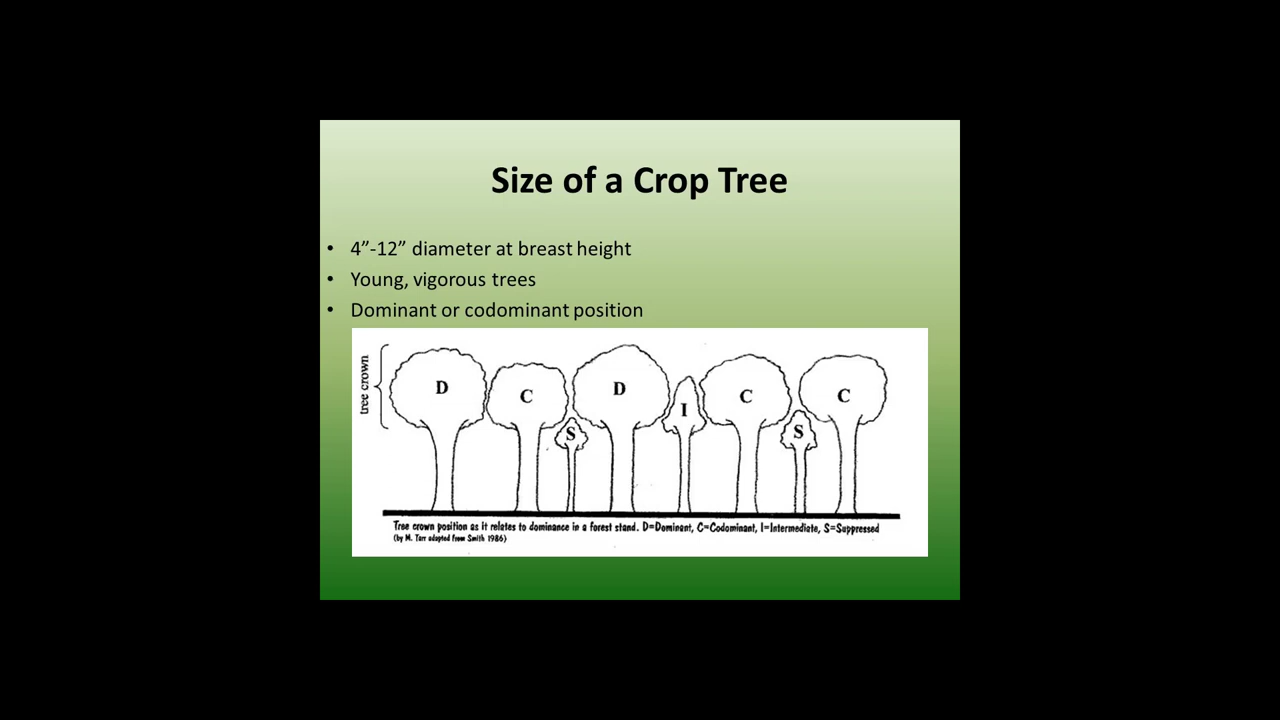 Size of a Crop Tree
• 4”-12” diameter at breast height
• Young, vigorous trees
• Dominant or codominant position
tree crown
D
C
S
D
I
C
S
C
Tree crown position as it relates to dominance in a forest stand. D=Dominant, C=Codominant, I=Intermediate, S=Suppressed
(by M. Tarr adapted from Smith 1986)